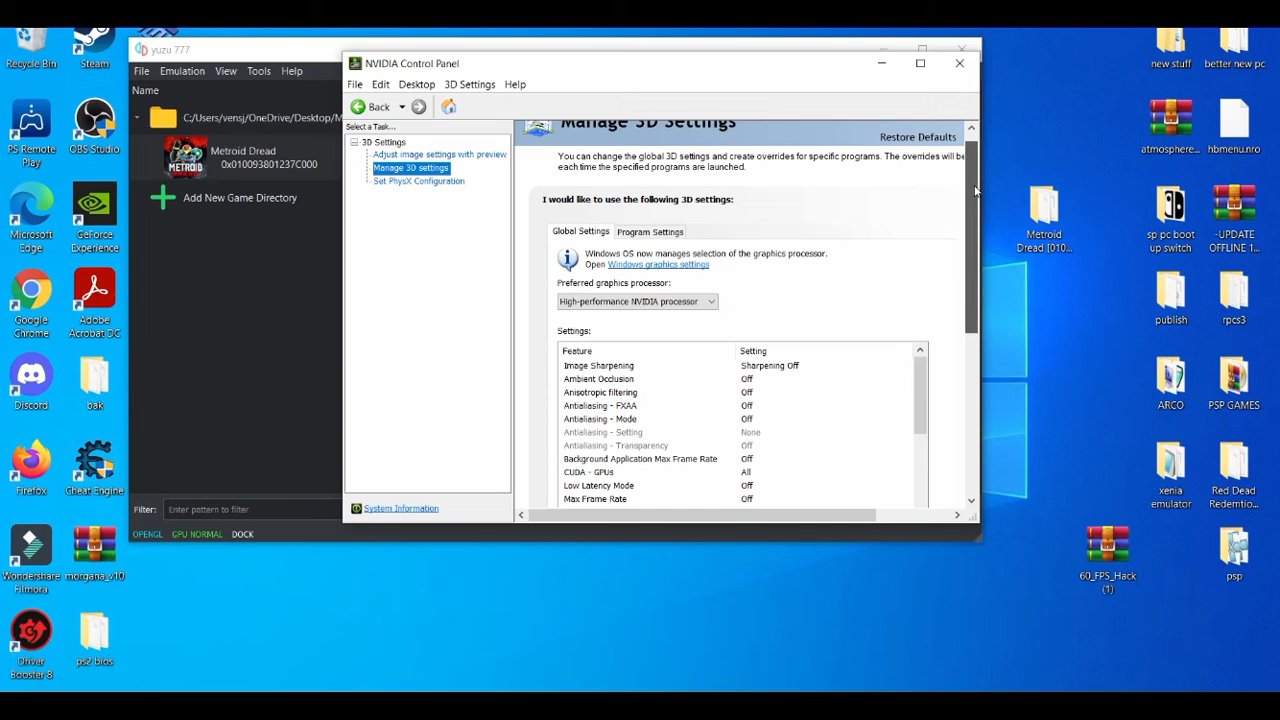 Recycle Bin
Steam
PS Remote
Play
OBS Studio
Microsoft
Edge
GeForce
Experience
Google
Chrome
Adobe
Acrobat DC
Discord
bak
Firefox
Cheat Engine
Wondershare
Filmora
morgana_v10
Driver
Booster 8
ps2 bios
yuzu 777
File Emulation View Tools Help
Name
C:/Users/vensj/OneDrive/Desktop/M
METROID
Metroid Dread
0x010093801237C000
Add New Game Directory
Filter: Enter pattern to filter
OPENGL GPU NORMAL DOCK
NVIDIA Control Panel
File Edit Desktop 3D Settings Help
Back
Select a Task...
3D Settings
Adjust image settings with preview
Manage 3D settings
Set PhysX Configuration
System Information
Manage 3D Settings
Restore Defaults
You can change the global 3D settings and create overrides for specific programs. The overrides will be
each time the specified programs are launched.
I would like to use the following 3D settings:
Global Settings Program Settings
Windows OS now manages selection of the graphics processor.
Open Windows graphics settings
Preferred graphics processor:
High-performance NVIDIA processor
Settings:
Feature Setting
Image Sharpening Sharpening Off
Ambient Occlusion Off
Anisotropic filtering Off
Antialiasing - FXAA Off
Antialiasing - Mode Off
Antialiasing - Setting None
Antialiasing - Transparency Off
Background Application Max Frame Rate Off
CUDA - GPUs All
Low Latency Mode Off
Max Frame Rate Off
new stuff
better new pc
atmosphere...
hbmenu.nro
Metroid
Dread [010...
sp pc boot
up switch
-UPDATE
OFFLINE 1...
publish
rpcs3
ARCO
PSP GAMES
xenia
emulator
Red Dead
Redemtio...
60_FPS_Hack
(1)
psp